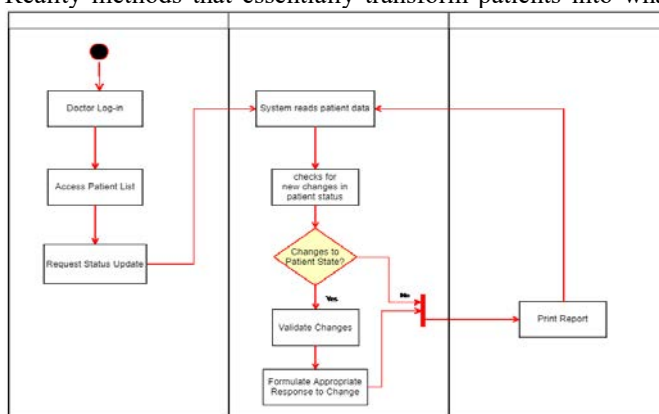 Reality methods that essentially transform patients into wha
Doctor Log-in
Access Patient List
Request Status Update
System reads patient data
checks for
new changes in
patient status
Changes to
Patient State?
No
Yes
Validate Changes
Formulate Appropriate
Response to Change
Print Report